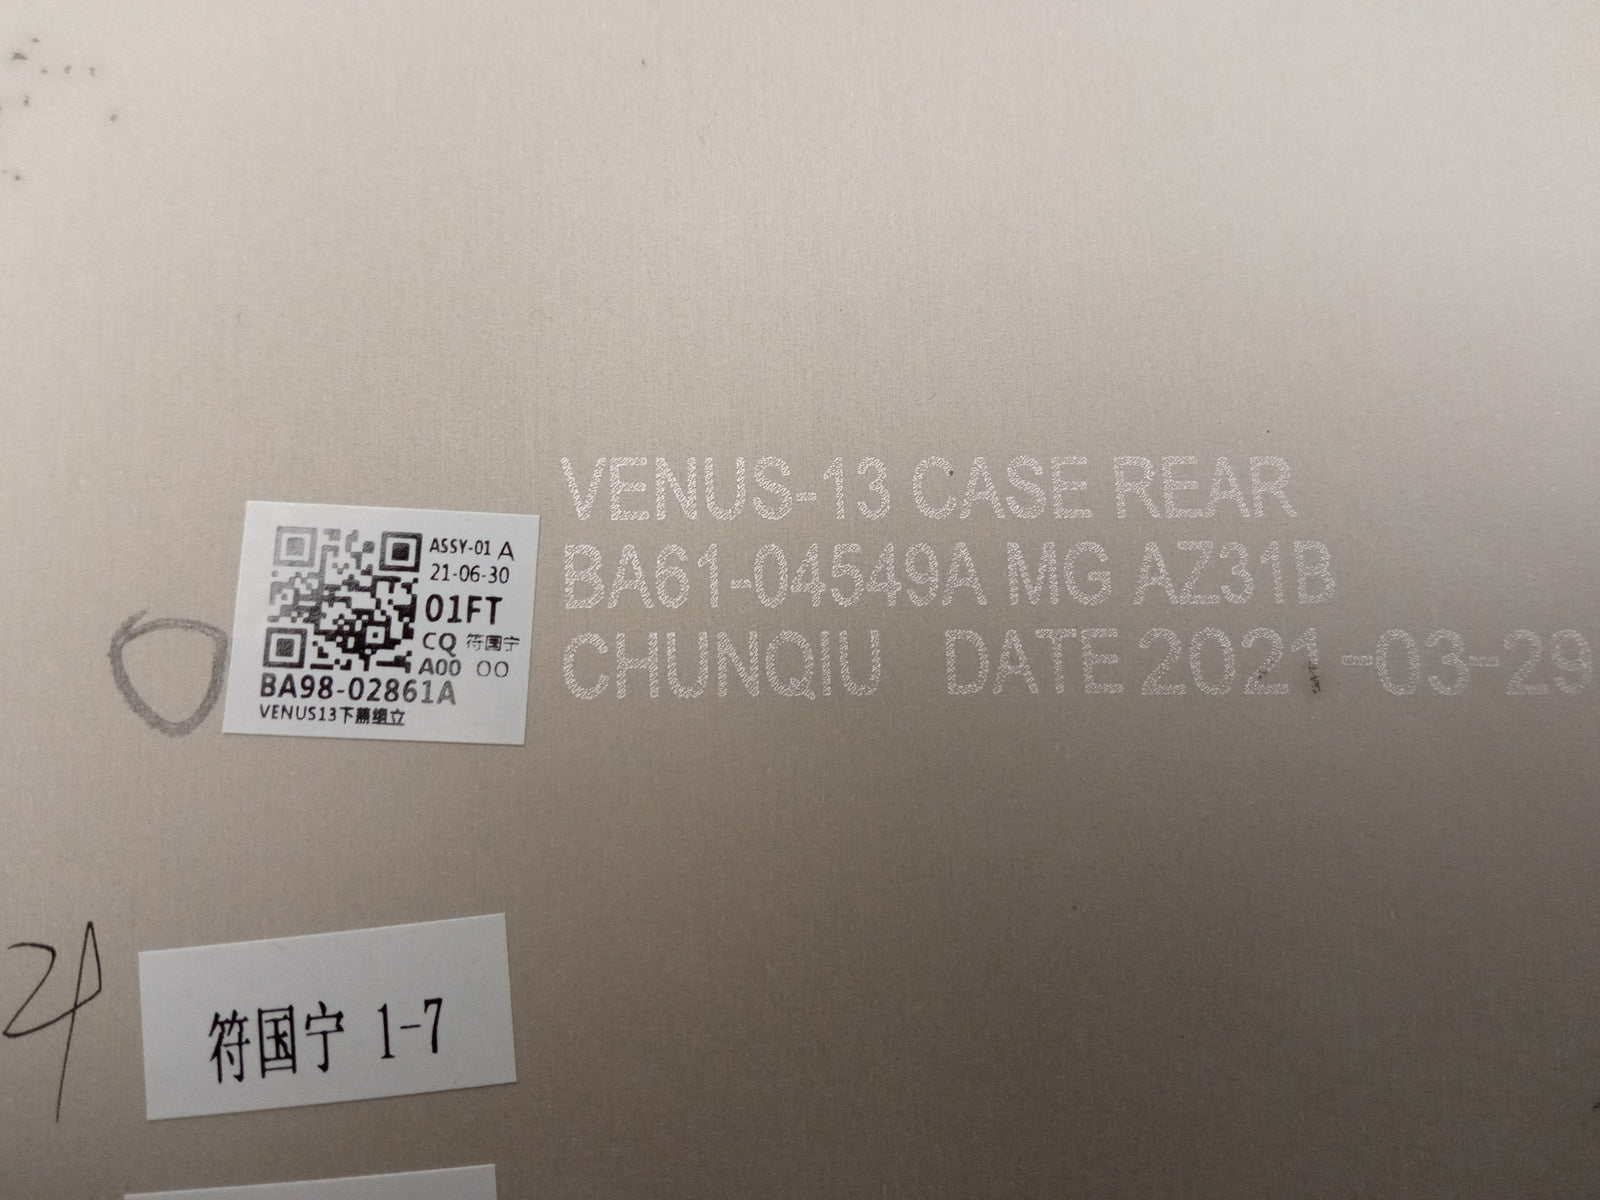 VENUS-13 CASE REAR
BA61-04549A MG AZ31B
CHUNQIU DATE 2021-03-29
ASSY-01 A
21-06-30
01FT
CQ 符国宁
A00 OO
BA98-02861A
VENUS13下蓋组立
符国宁 1-7